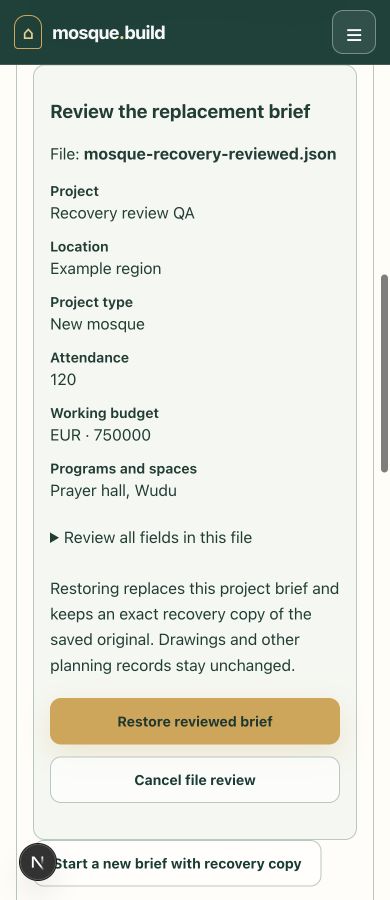 mosque.build
Review the replacement brief
File: mosque-recovery-reviewed.json
Project
Recovery review QA
Location
Example region
Project type
New mosque
Attendance
120
Working budget
EUR · 750000
Programs and spaces
Prayer hall, Wudu
▶ Review all fields in this file
Restoring replaces this project brief and
keeps an exact recovery copy of the
saved original. Drawings and other
planning records stay unchanged.
Restore reviewed brief
Cancel file review
N
Start a new brief with recovery copy